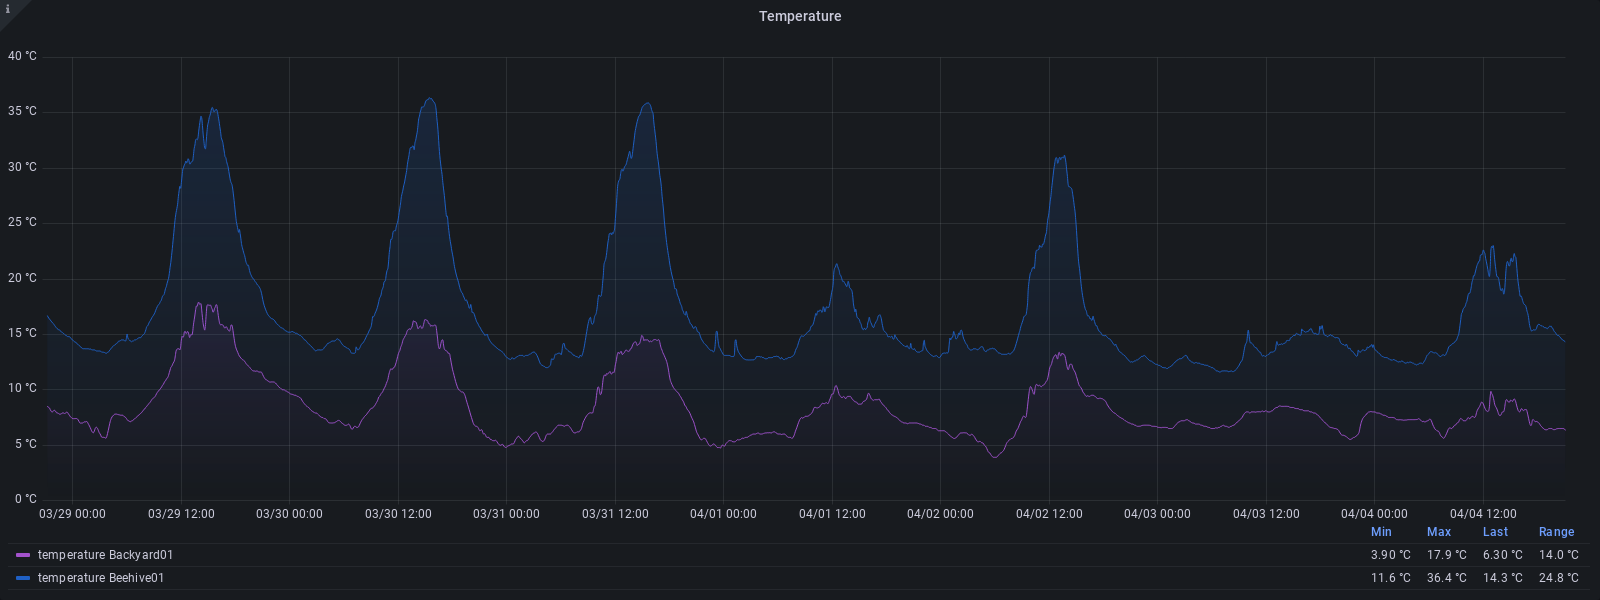 i
Temperature
40 °C
35 °C
30 °C
25 °C
20 °C
15 °C
10 °C
5 °C
0 °C
03/29 00:00 03/29 12:00 03/30 00:00 03/30 12:00 03/31 00:00 03/31 12:00 04/01 00:00 04/01 12:00 04/02 00:00 04/02 12:00 04/03 00:00 04/03 12:00 04/04 00:00 04/04 12:00
Min Max Last Range
temperature Backyard01 3.90 °C 17.9 °C 6.30 °C 14.0 °C
temperature Beehive01 11.6 °C 36.4 °C 14.3 °C 24.8 °C